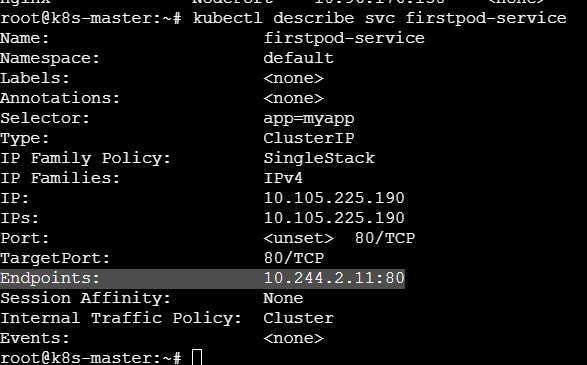 root@k8s-master:~# kubectl describe svc firstpod-service
Name:                     firstpod-service
Namespace:                default
Labels:                   <none>
Annotations:              <none>
Selector:                 app=myapp
Type:                     ClusterIP
IP Family Policy:         SingleStack
IP Families:              IPv4
IP:                       10.105.225.190
IPs:                      10.105.225.190
Port:                     <unset>  80/TCP
TargetPort:               80/TCP
Endpoints:                10.244.2.11:80
Session Affinity:         None
Internal Traffic Policy:  Cluster
Events:                   <none>
root@k8s-master:~#